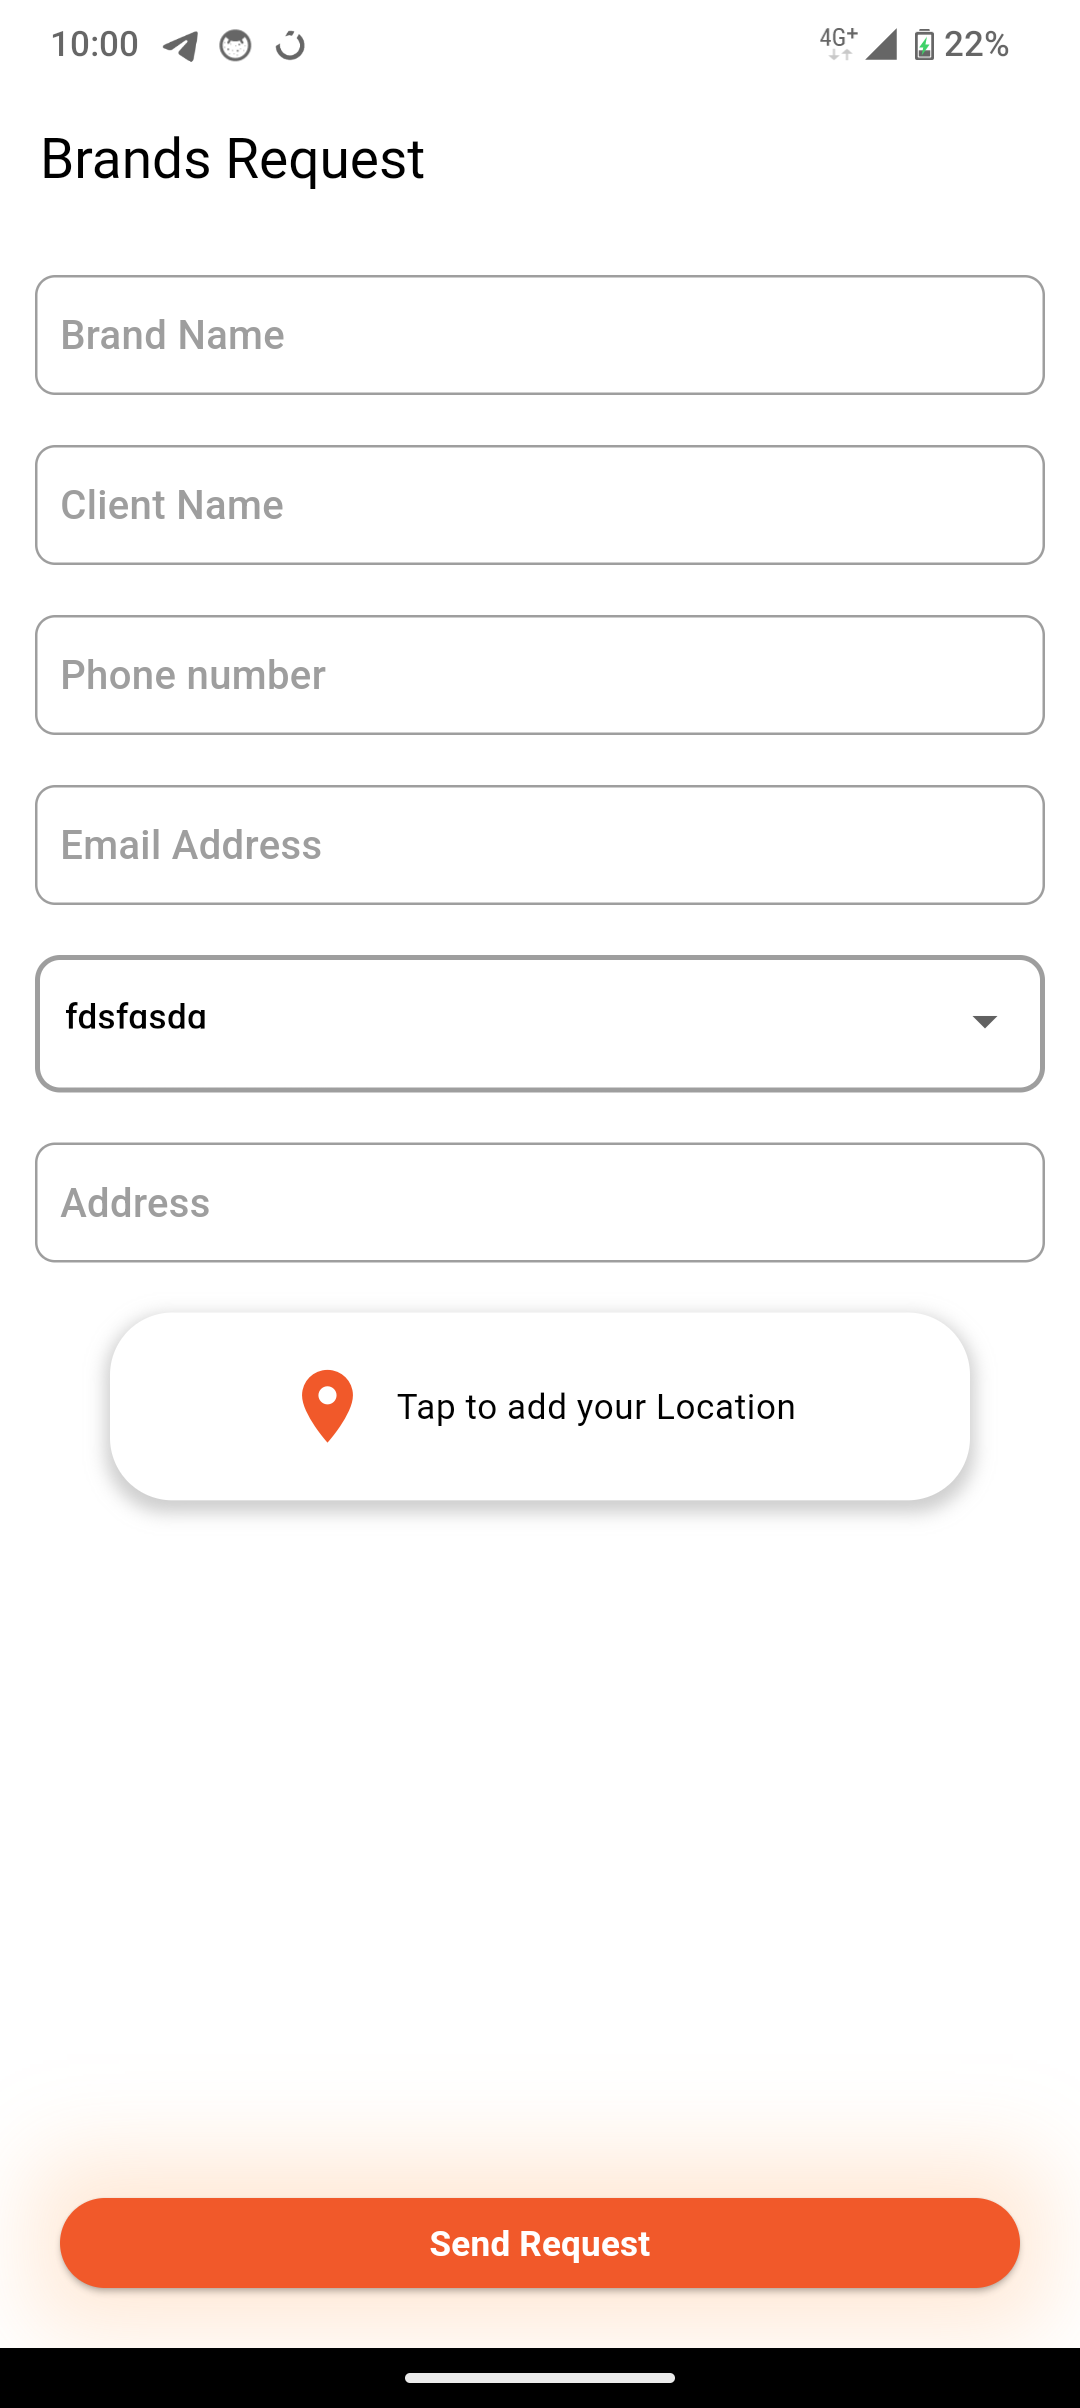 10:00
4G+
22%
Brands Request
Brand Name
Client Name
Phone number
Email Address
fdsfasda
Address
Tap to add your Location
Send Request